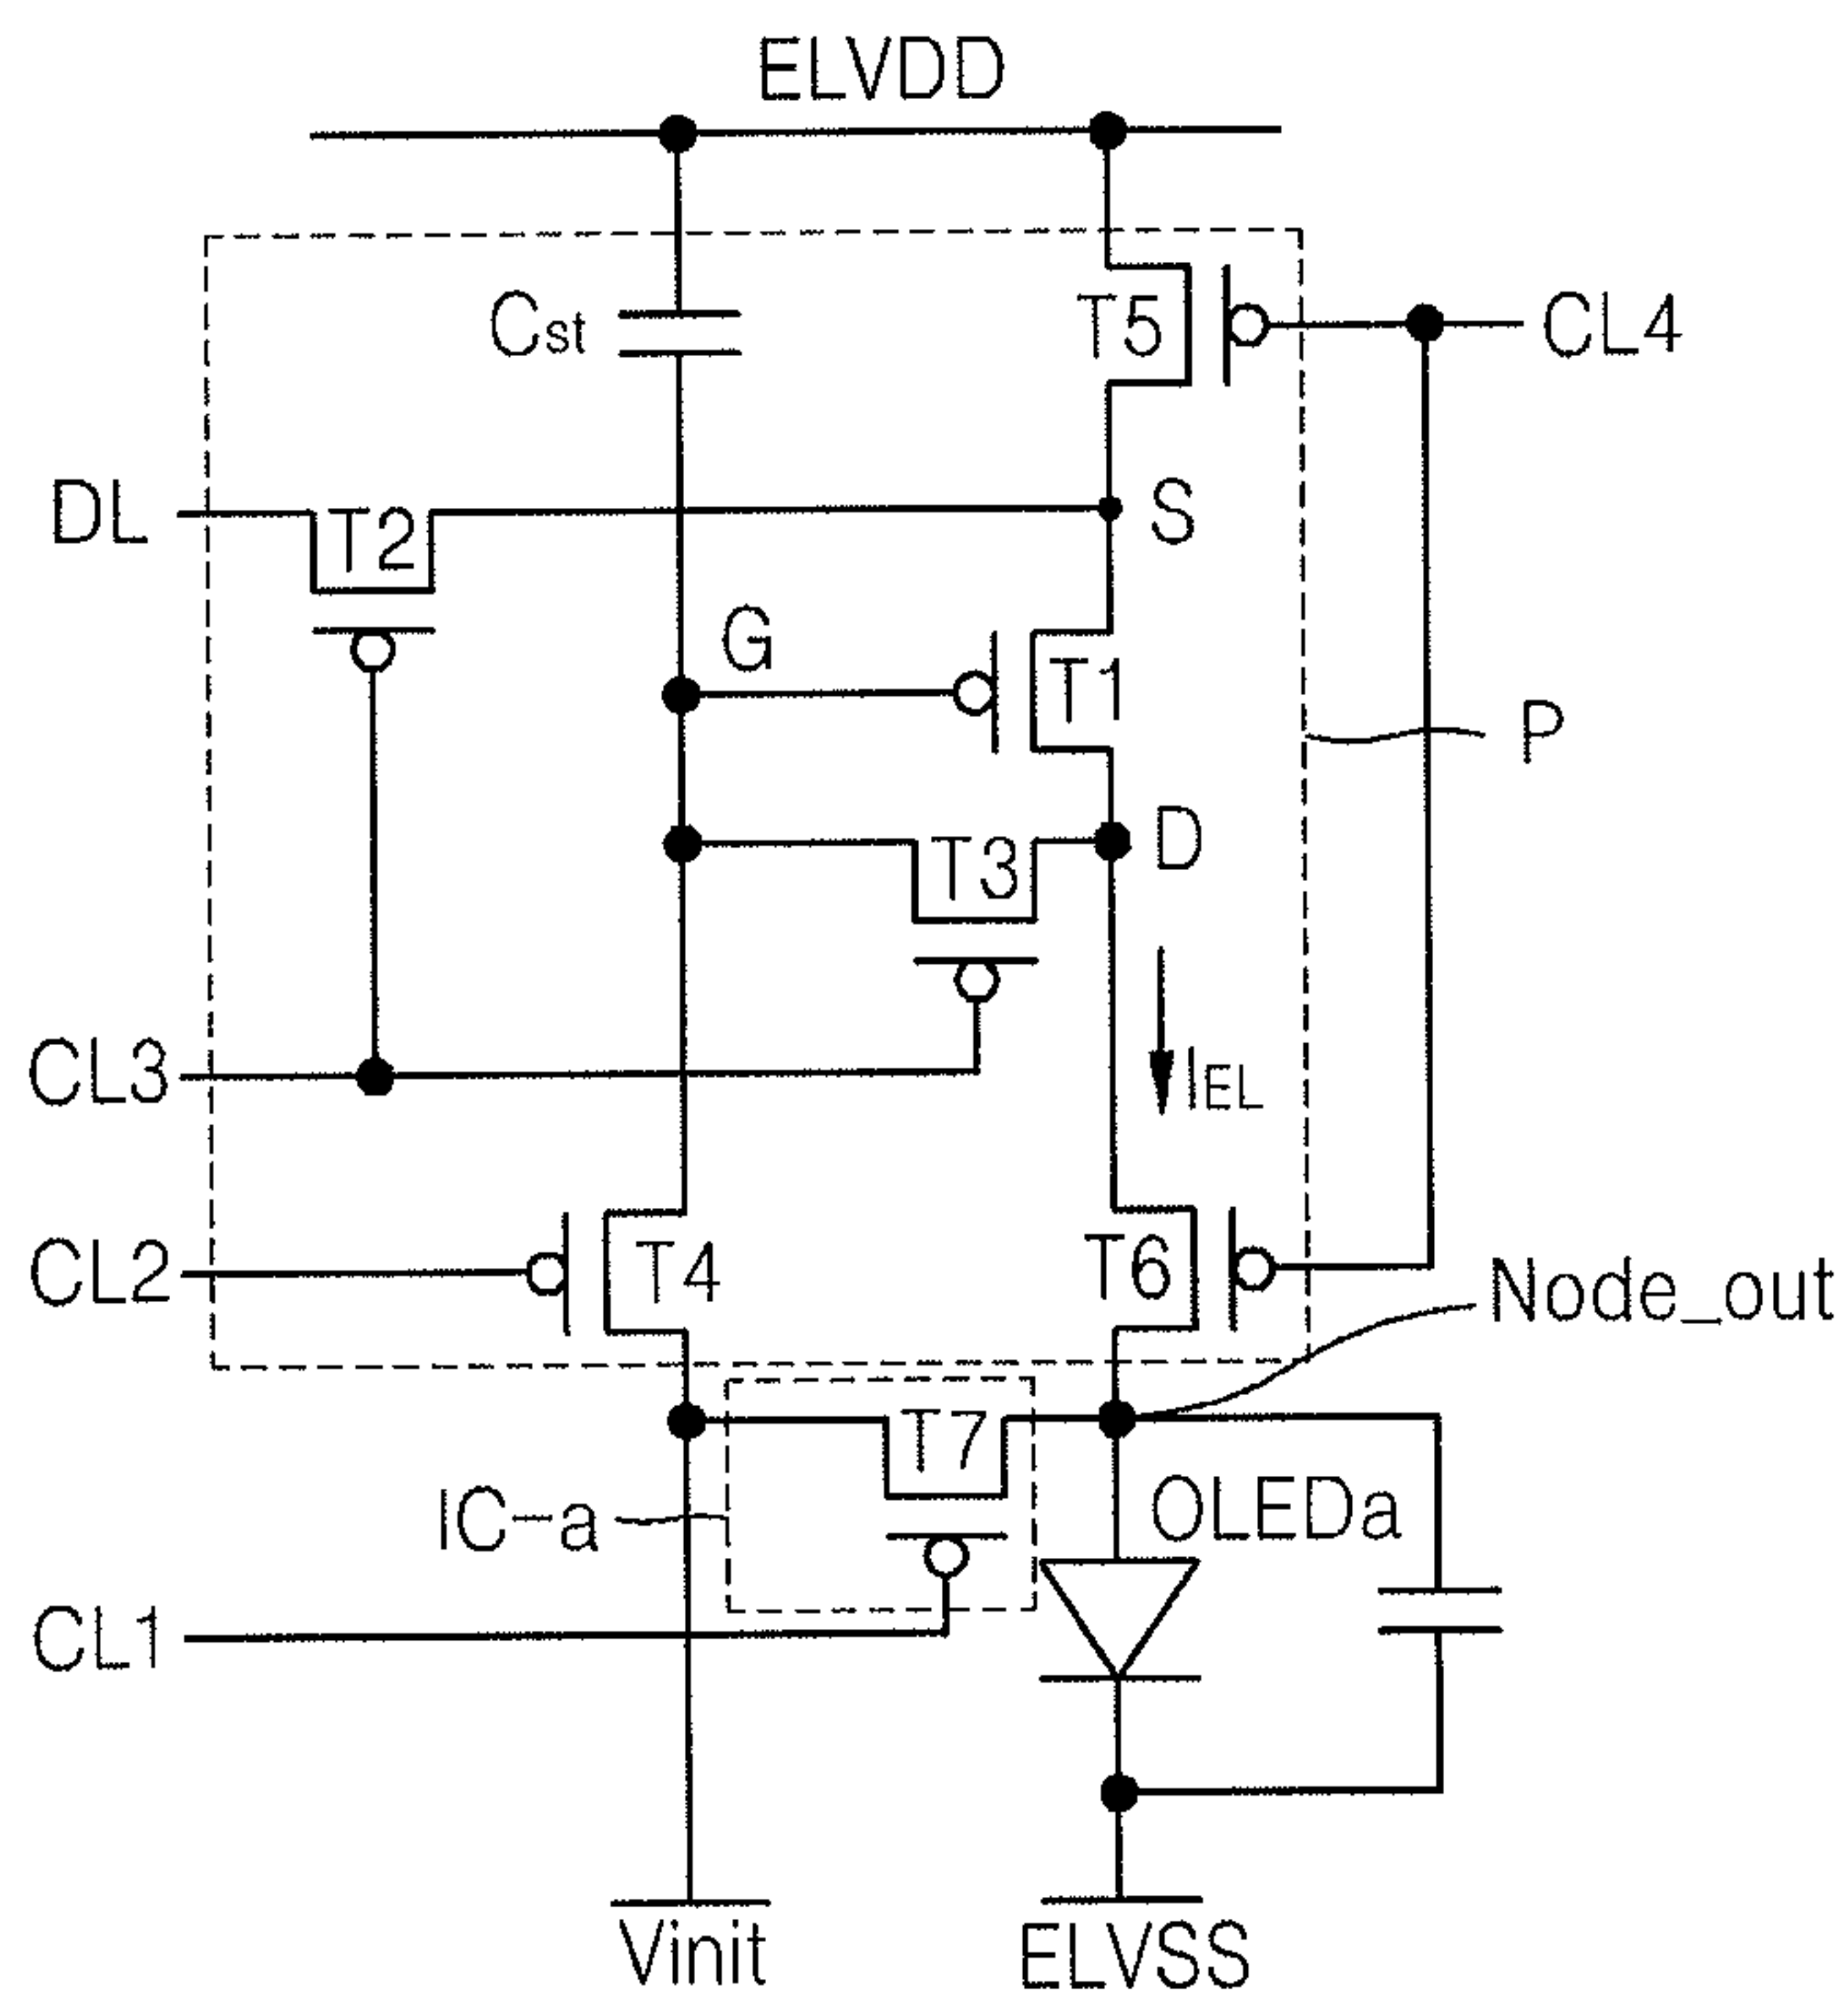 ELVDD
Cst
T5
CL4
DL
T2
S
G
T1
P
T3
D
CL3
IEL
CL2
T4
T6
Node_out
T7
IC-a
OLEDa
CL1
Vinit
ELVSS